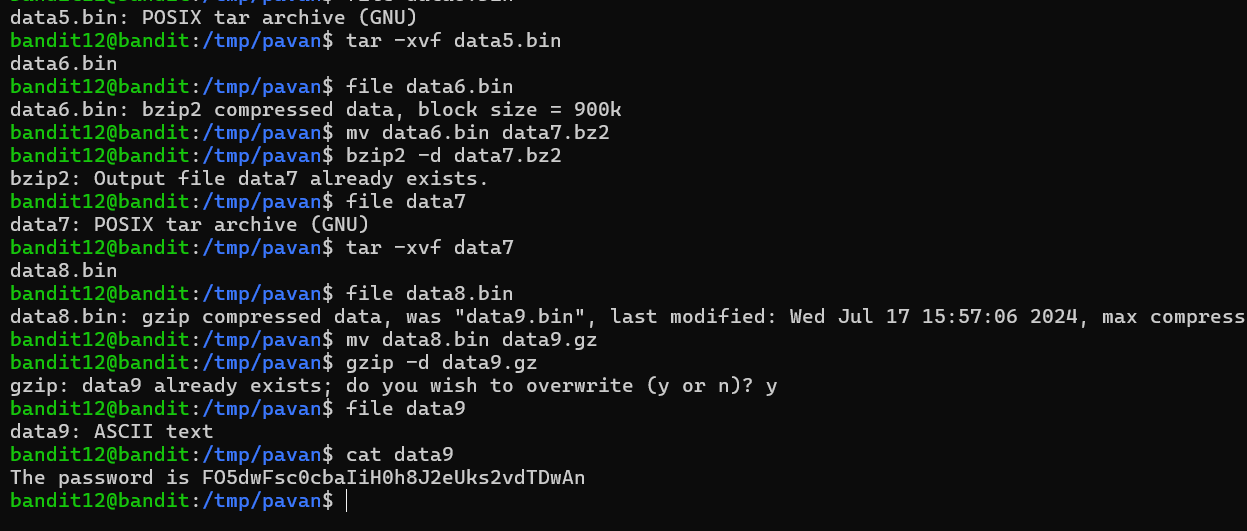 data5.bin: POSIX tar archive (GNU)
bandit12@bandit:/tmp/pavan$ tar -xvf data5.bin
data6.bin
bandit12@bandit:/tmp/pavan$ file data6.bin
data6.bin: bzip2 compressed data, block size = 900k
bandit12@bandit:/tmp/pavan$ mv data6.bin data7.bz2
bandit12@bandit:/tmp/pavan$ bzip2 -d data7.bz2
bzip2: Output file data7 already exists.
bandit12@bandit:/tmp/pavan$ file data7
data7: POSIX tar archive (GNU)
bandit12@bandit:/tmp/pavan$ tar -xvf data7
data8.bin
bandit12@bandit:/tmp/pavan$ file data8.bin
data8.bin: gzip compressed data, was "data9.bin", last modified: Wed Jul 17 15:57:06 2024, max compress
bandit12@bandit:/tmp/pavan$ mv data8.bin data9.gz
bandit12@bandit:/tmp/pavan$ gzip -d data9.gz
gzip: data9 already exists; do you wish to overwrite (y or n)? y
bandit12@bandit:/tmp/pavan$ file data9
data9: ASCII text
bandit12@bandit:/tmp/pavan$ cat data9
The password is FO5dwFsc0cbaIiH0h8J2eUks2vdTDwAn
bandit12@bandit:/tmp/pavan$